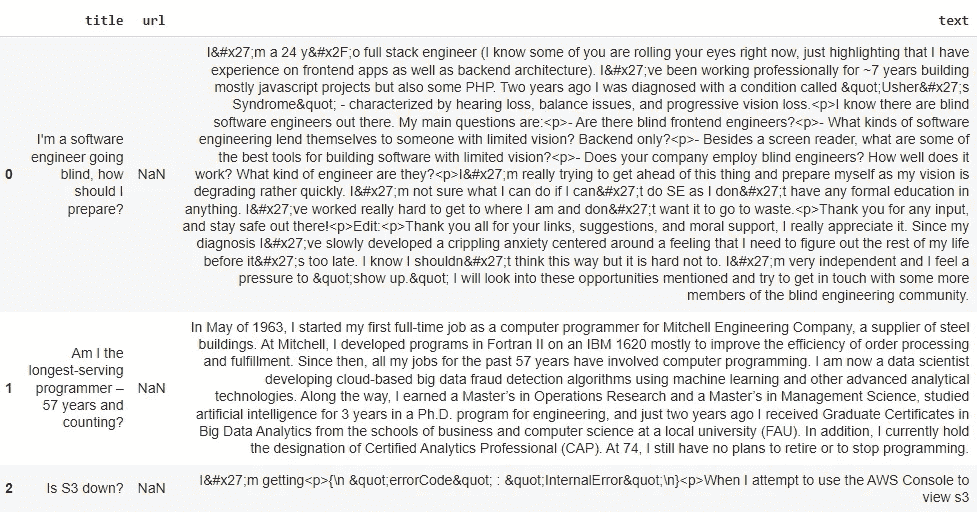 title url text
I&#x27;m a 24 y&#x2F;o full stack engineer (I know some of you are rolling your eyes right now, just highlighting that I have
experience on frontend apps as well as backend architecture). I&#x27;ve been working professionally for ~7 years building
mostly javascript projects but also some PHP. Two years ago I was diagnosed with a condition called &quot;Usher&#x27;s
Syndrome&quot; - characterized by hearing loss, balance issues, and progressive vision loss.<p>I know there are blind
software engineers out there. My main questions are:<p>- Are there blind frontend engineers?<p>- What kinds of software
engineering lend themselves to someone with limited vision? Backend only?<p>- Besides a screen reader, what are some of
the best tools for building software with limited vision?<p>- Does your company employ blind engineers? How well does it
work? What kind of engineer are they?<p>I&#x27;m really trying to get ahead of this thing and prepare myself as my vision is
degrading rather quickly. I&#x27;m not sure what I can do if I can&#x27;t do SE as I don&#x27;t have any formal education in
anything. I&#x27;ve worked really hard to get to where I am and don&#x27;t want it to go to waste.<p>Thank you for any input,
and stay safe out there!<p>Edit:<p>Thank you all for your links, suggestions, and moral support, I really appreciate it. Since my
diagnosis I&#x27;ve slowly developed a crippling anxiety centered around a feeling that I need to figure out the rest of my life
before it&#x27;s too late. I know I shouldn&#x27;t think this way but it is hard not to. I&#x27;m very independent and I feel a
pressure to &quot;show up.&quot; I will look into these opportunities mentioned and try to get in touch with some more
members of the blind engineering community.
0
I'm a software
engineer going
blind, how
should I
prepare?
NaN
In May of 1963, I started my first full-time job as a computer programmer for Mitchell Engineering Company, a supplier of steel
buildings. At Mitchell, I developed programs in Fortran II on an IBM 1620 mostly to improve the efficiency of order processing
and fulfillment. Since then, all my jobs for the past 57 years have involved computer programming. I am now a data scientist
developing cloud-based big data fraud detection algorithms using machine learning and other advanced analytical
technologies. Along the way, I earned a Master’s in Operations Research and a Master’s in Management Science, studied
artificial intelligence for 3 years in a Ph.D. program for engineering, and just two years ago I received Graduate Certificates in
Big Data Analytics from the schools of business and computer science at a local university (FAU). In addition, I currently hold
the designation of Certified Analytics Professional (CAP). At 74, I still have no plans to retire or to stop programming.
1
Am I the
longest-serving
programmer –
57 years and
counting?
NaN
2 Is S3 down? NaN
I&#x27;m getting<p>{\n &quot;errorCode&quot; : &quot;InternalError&quot;\n}<p>When I attempt to use the AWS Console to
view s3